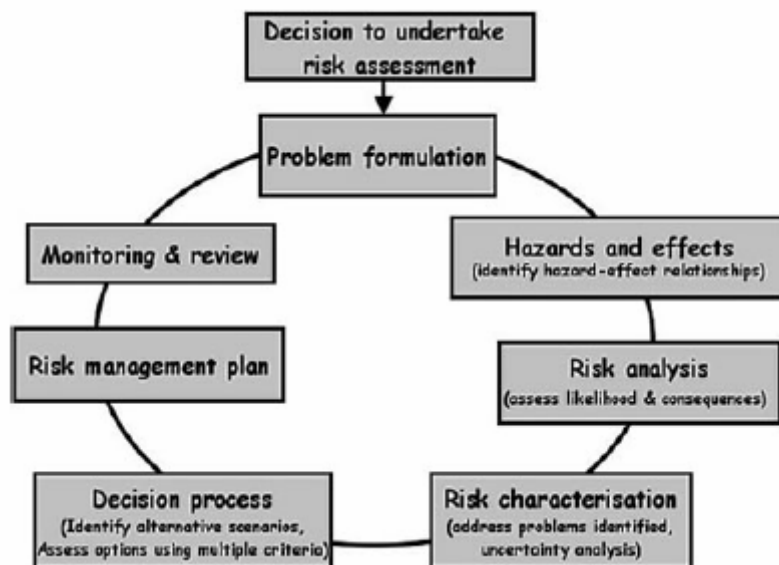 Decision to undertake
risk assessment
Problem formulation
Hazards and effects
(identify hazard-effect relationships)
Risk analysis
(assess likelihood & consequences)
Risk characterisation
(address problems identified,
uncertainty analysis)
Decision process
(Identify alternative scenarios,
Assess options using multiple criteria)
Risk management plan
Monitoring & review